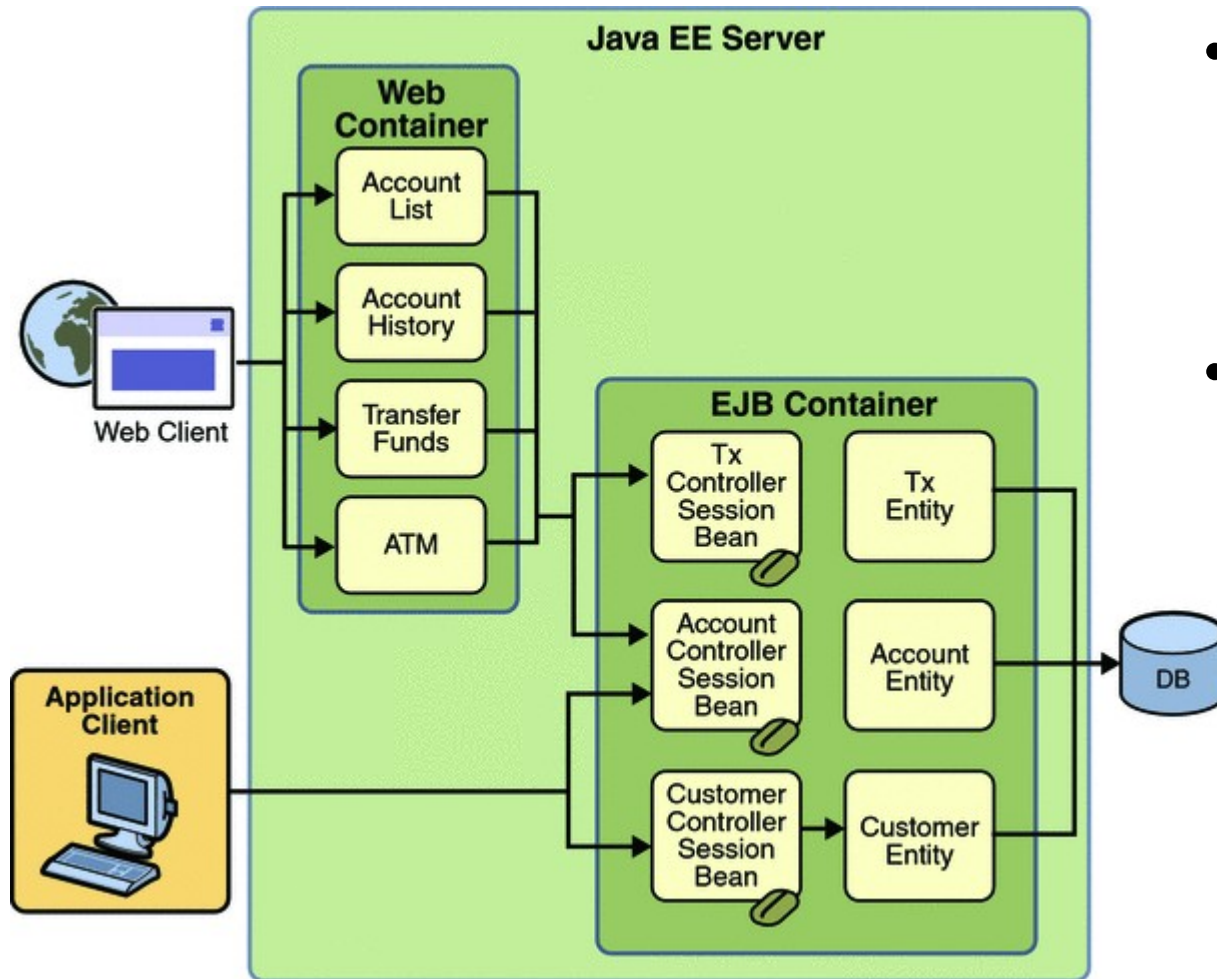 Java EE Server
Web
Container
Account
List
Account
History
Transfer
Funds
ATM
Web Client
EJB Container
Tx
Controller
Session
Bean
Tx
Entity
Account
Controller
Session
Bean
Account
Entity
DB
Application
Client
Customer
Controller
Session
Bean
Customer
Entity